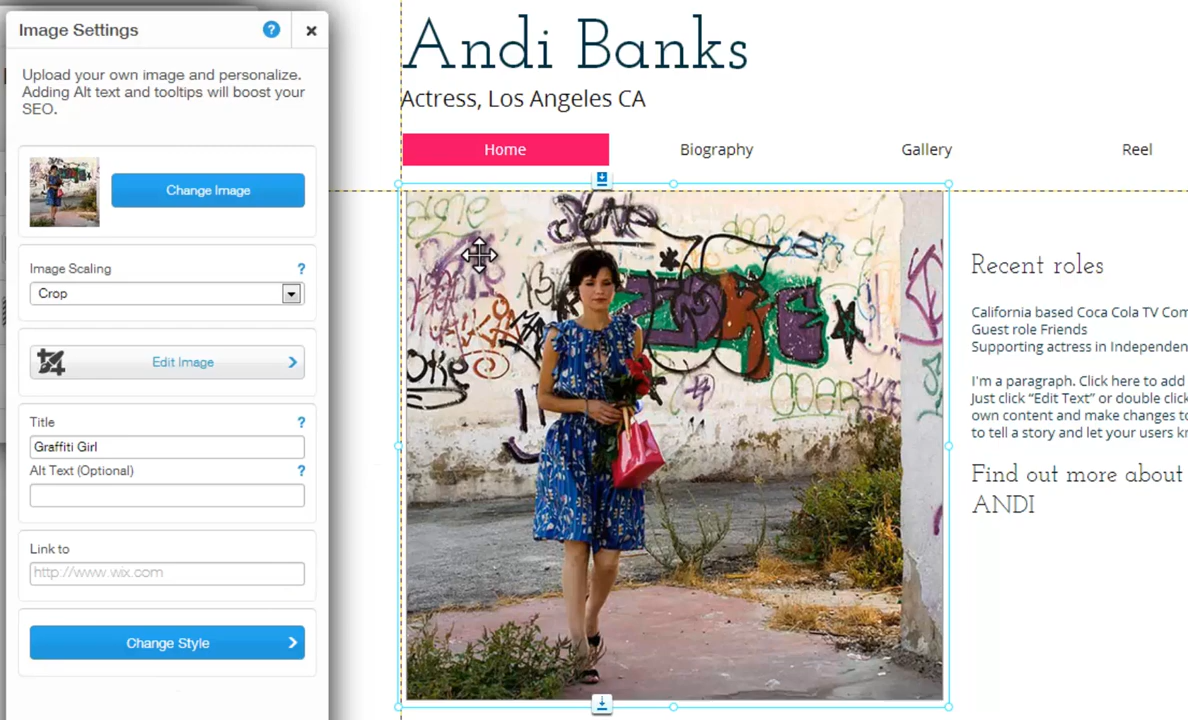 Image Settings
?
Upload your own image and personalize.
Adding Alt text and tooltips will boost your
SEO.
Change Image
Image Scaling
?
Crop
Edit Image
Title
?
Graffiti Girl
Alt Text (Optional)
?
Link to
http://www.wix.com
Change Style
Andi Banks
Actress, Los Angeles CA
Home
Biography
Gallery
Reel
Recent roles
California based Coca Cola TV Com
Guest role Friends
Supporting actress in Independen
I'm a paragraph. Click here to add
Just click “Edit Text” or double click
own content and make changes to
to tell a story and let your users kn
Find out more about
ANDI